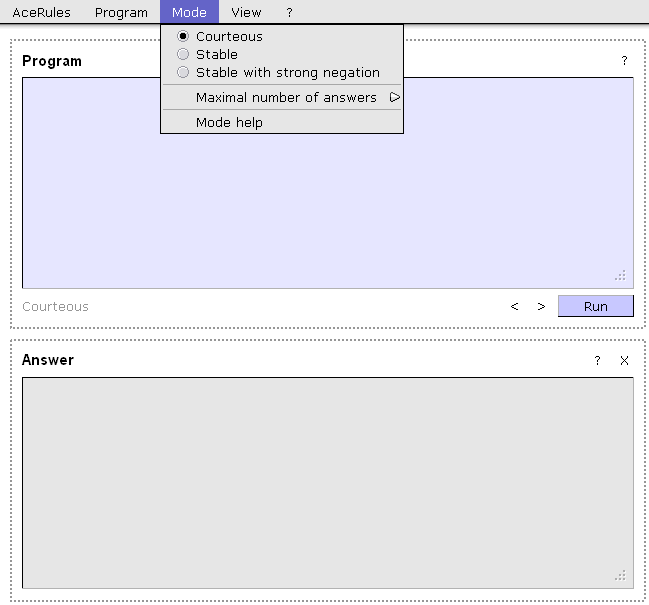 AceRules Program Mode View ?
Courteous
Stable
Stable with strong negation
Maximal number of answers
Mode help
Program ?
Courteous < > Run
Answer ? X